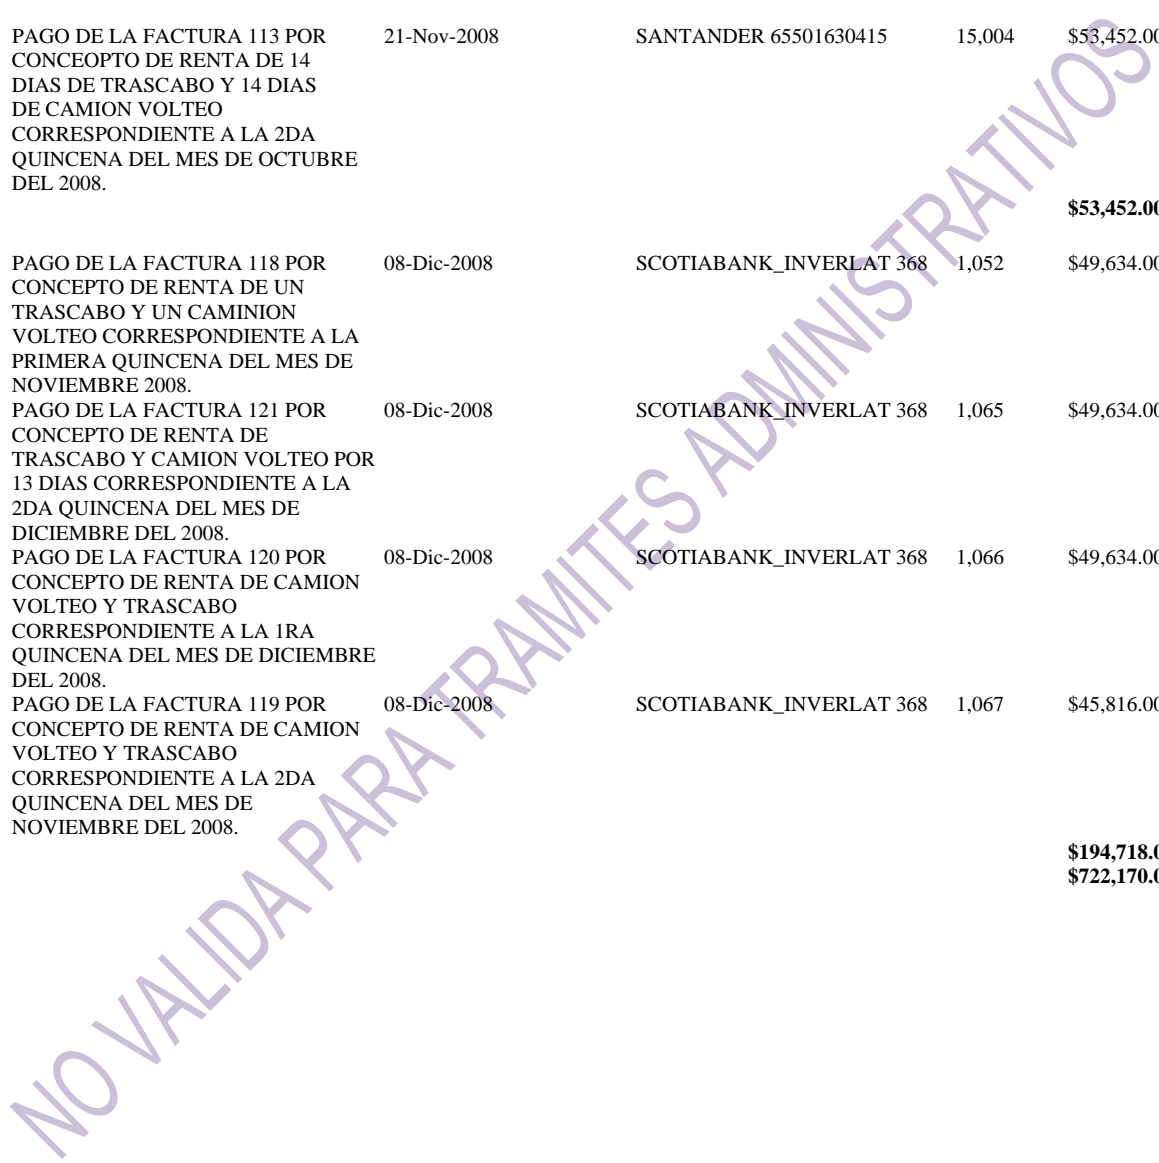 PAGO DE LA FACTURA 113 POR 21-Nov-2008 SANTANDER 65501630415 15,004 $53,452.00
CONCEOPTO DE RENTA DE 14
DIAS DE TRASCABO Y 14 DIAS
DE CAMION VOLTEO
CORRESPONDIENTE A LA 2DA
QUINCENA DEL MES DE OCTUBRE
DEL 2008.
$53,452.00
PAGO DE LA FACTURA 118 POR 08-Dic-2008 SCOTIABANK_INVERLAT 368 1,052 $49,634.00
CONCEPTO DE RENTA DE UN
TRASCABO Y UN CAMINION
VOLTEO CORRESPONDIENTE A LA
PRIMERA QUINCENA DEL MES DE
NOVIEMBRE 2008.
PAGO DE LA FACTURA 121 POR 08-Dic-2008 SCOTIABANK_INVERLAT 368 1,065 $49,634.00
CONCEPTO DE RENTA DE
TRASCABO Y CAMION VOLTEO POR
13 DIAS CORRESPONDIENTE A LA
2DA QUINCENA DEL MES DE
DICIEMBRE DEL 2008.
PAGO DE LA FACTURA 120 POR 08-Dic-2008 SCOTIABANK_INVERLAT 368 1,066 $49,634.00
CONCEPTO DE RENTA DE CAMION
VOLTEO Y TRASCABO
CORRESPONDIENTE A LA 1RA
QUINCENA DEL MES DE DICIEMBRE
DEL 2008.
PAGO DE LA FACTURA 119 POR 08-Dic-2008 SCOTIABANK_INVERLAT 368 1,067 $45,816.00
CONCEPTO DE RENTA DE CAMION
VOLTEO Y TRASCABO
CORRESPONDIENTE A LA 2DA
QUINCENA DEL MES DE
NOVIEMBRE DEL 2008.
$194,718.0
$722,170.0
NO VALIDA PARA TRAMITES ADMINISTRATIVOS